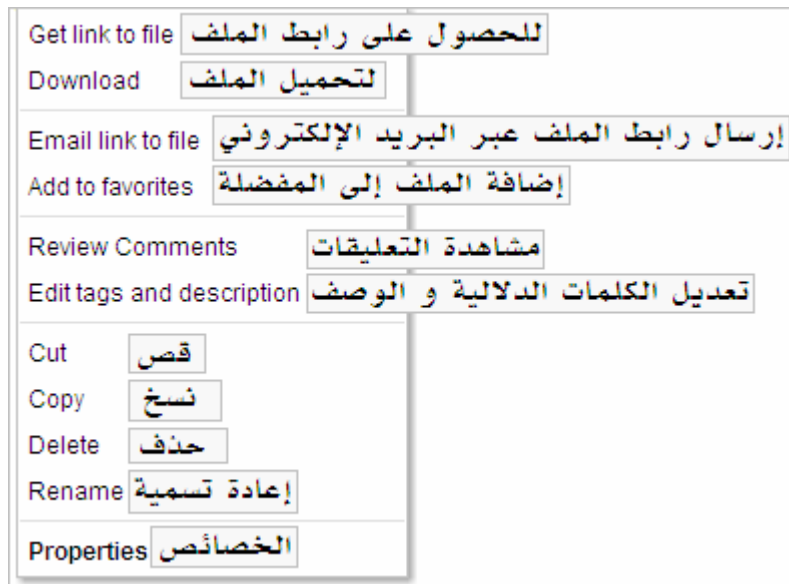 Get link to file للحصول على رابط الملف
Download لتحميل الملف
Email link to file إرسال رابط الملف عبر البريد الإلكتروني
Add to favorites إضافة الملف إلى المفضلة
Review Comments مشاهدة التعليقات
Edit tags and description تعديل الكلمات الدلالية و الوصف
Cut قص
Copy نسخ
Delete حذف
Rename إعادة تسمية
Properties الخصائص